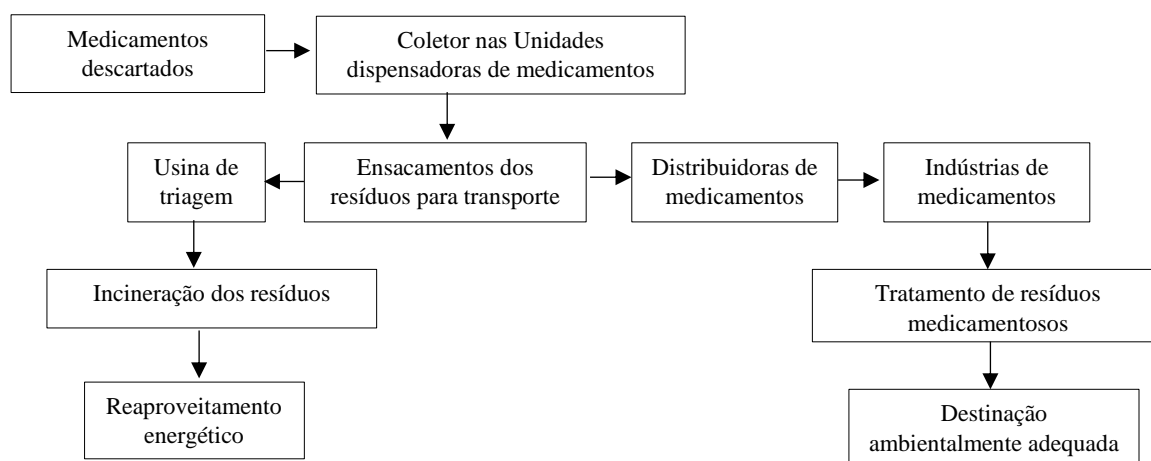 Medicamentos
descartados
Coletor nas Unidades
dispensadoras de medicamentos
Usina de
triagem
Ensacamentos dos
resíduos para transporte
Distribuidoras de
medicamentos
Indústrias de
medicamentos
Incineração dos resíduos
Tratamento de resíduos
medicamentosos
Reaproveitamento
energético
Destinação
ambientalmente adequada